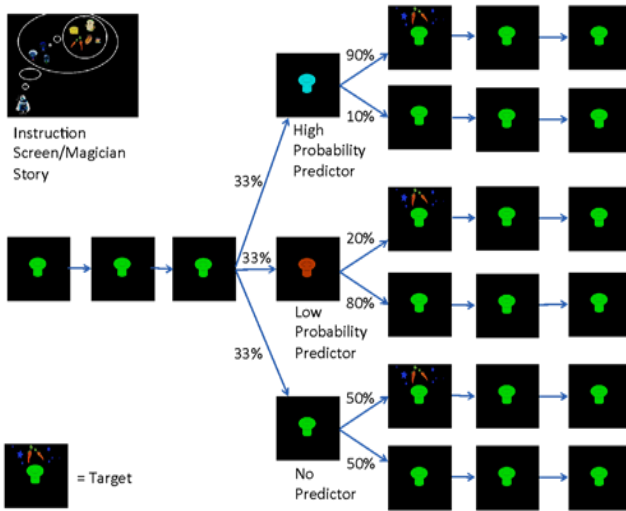 Instruction
Screen/Magician
Story
90%
10%
High
Probability
Predictor
33%
33%
20%
80%
Low
Probability
Predictor
33%
50%
50%
No
Predictor
= Target